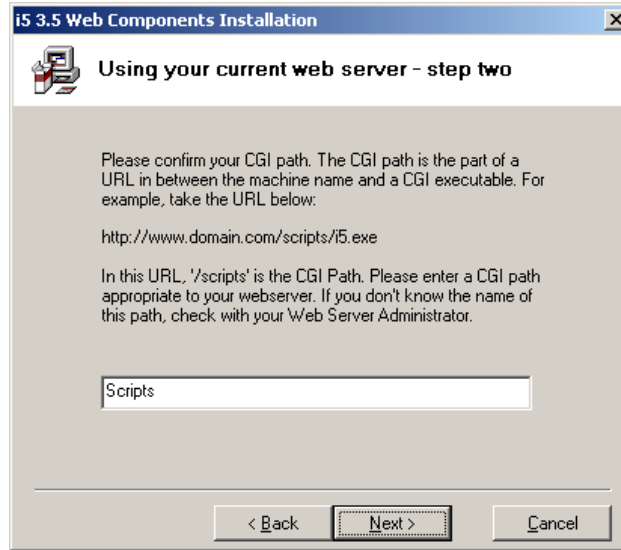 i5 3.5 Web Components Installation
Using your current web server - step two
Please confirm your CGI path. The CGI path is the part of a
URL in between the machine name and a CGI executable. For
example, take the URL below:
http://www.domain.com/scripts/i5.exe
In this URL, '/scripts' is the CGI Path. Please enter a CGI path
appropriate to your webserver. If you don't know the name of
this path, check with your Web Server Administrator.
Scripts
< Back
Next >
Cancel